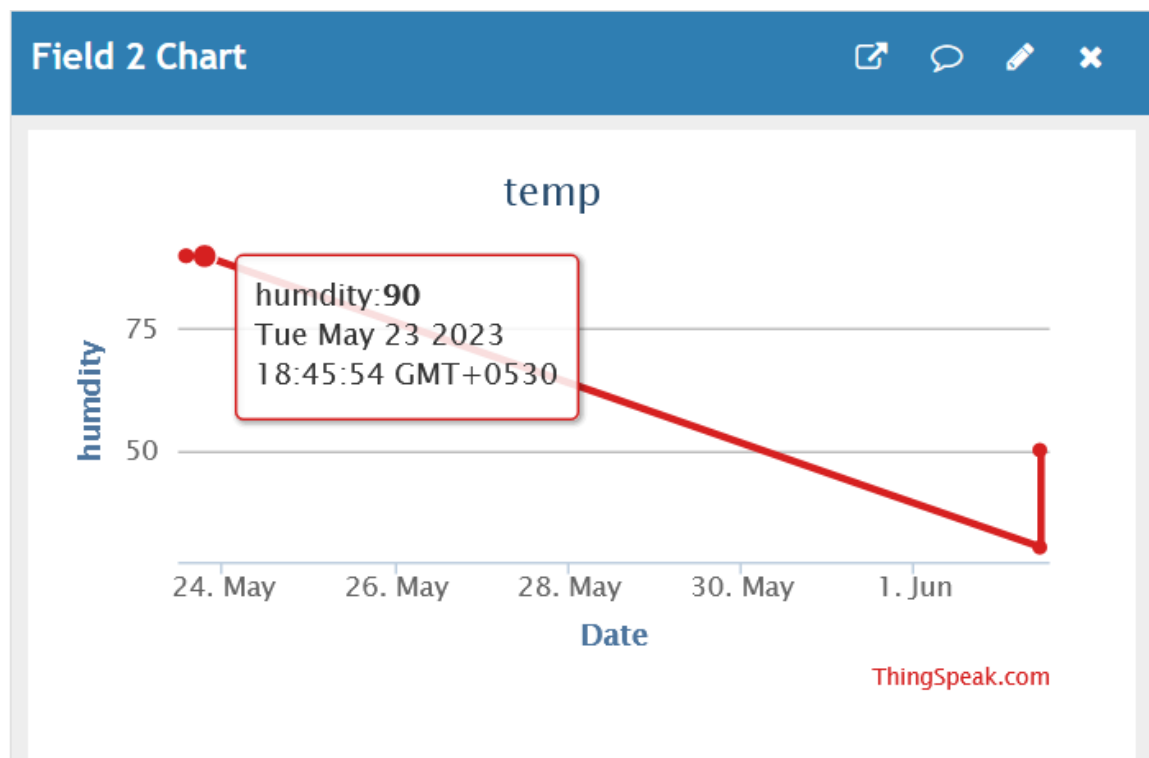 Field 2 Chart
temp
humdity:90
Tue May 23 2023
18:45:54 GMT+0530
75
50
humdity
24. May 26. May 28. May 30. May 1. Jun
Date
ThingSpeak.com